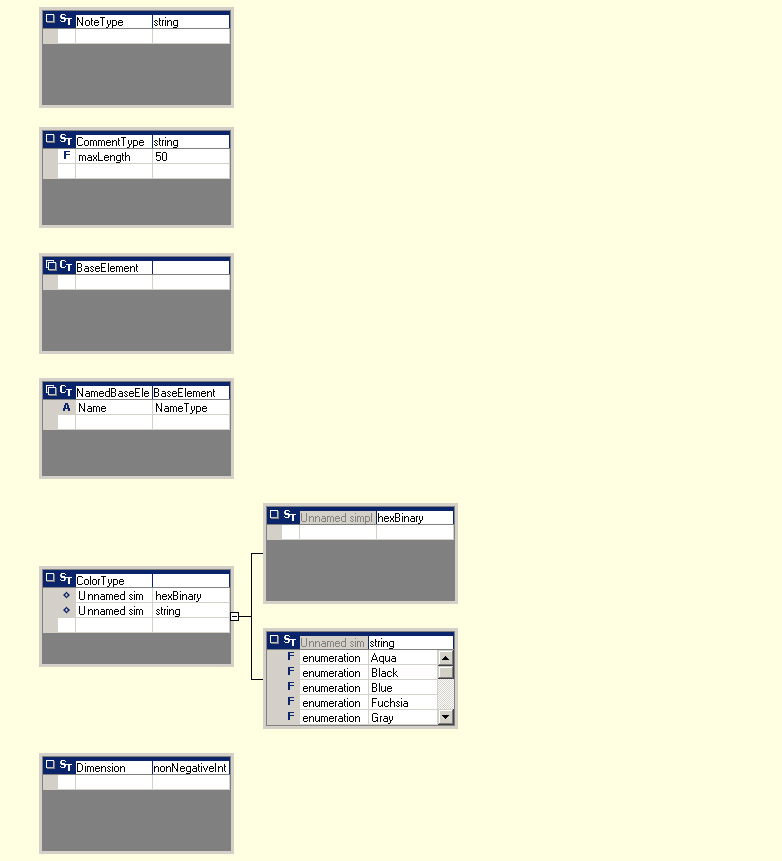 ST NoteType string
ST CommentType string
F maxLength 50
CT BaseElement
CT NamedBaseEle BaseElement
A Name NameType
ST Unnamed simpl hexBinary
ST ColorType
Unnamed sim hexBinary
Unnamed sim string
ST Unnamed sim string
F enumeration Aqua
F enumeration Black
F enumeration Blue
F enumeration Fuchsia
F enumeration Gray
ST Dimension nonNegativeInt